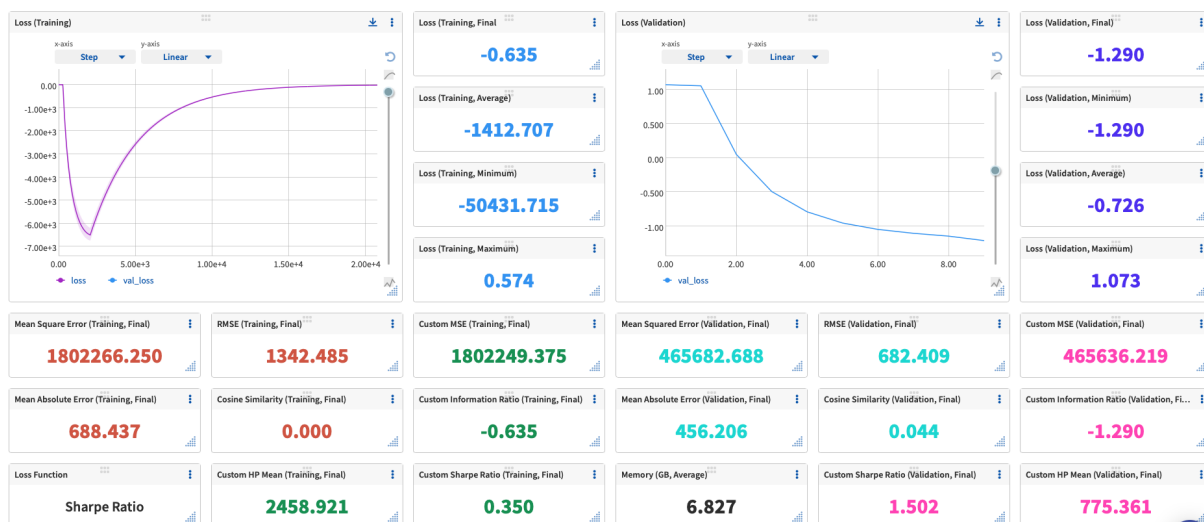 Loss (Training)
x-axis y-axis
Step Linear
0.00
-1.00e+3
-2.00e+3
-3.00e+3
-4.00e+3
-5.00e+3
-6.00e+3
-7.00e+3
0.00 5.00e+3 1.00e+4 1.50e+4 2.00e+4
loss val_loss
Loss (Training, Final
-0.635
Loss (Training, Average)
-1412.707
Loss (Training, Minimum)
-50431.715
Loss (Training, Maximum)
0.574
Loss (Validation)
x-axis y-axis
Step Linear
1.00
0.500
0.00
-0.500
-1.00
0.00 2.00 4.00 6.00 8.00
val_loss
Loss (Validation, Final)
-1.290
Loss (Validation, Minimum)
-1.290
Loss (Validation, Average)
-0.726
Loss (Validation, Maximum)
1.073
Mean Square Error (Training, Final)
1802266.250
RMSE (Training, Final)
1342.485
Custom MSE (Training, Final)
1802249.375
Mean Squared Error (Validation, Final)
465682.688
RMSE (Validation, Final)
682.409
Custom MSE (Validation, Final)
465636.219
Mean Absolute Error (Training, Final)
688.437
Cosine Similarity (Training, Final)
0.000
Custom Information Ratio (Training, Final)
-0.635
Mean Absolute Error (Validation, Final)
456.206
Cosine Similarity (Validation, Final)
0.044
Custom Information Ratio (Validation, Fi...
-1.290
Loss Function
Sharpe Ratio
Custom HP Mean (Training, Final)
2458.921
Custom Sharpe Ratio (Training, Final)
0.350
Memory (GB, Average)
6.827
Custom Sharpe Ratio (Validation, Final)
1.502
Custom HP Mean (Validation, Final)
775.361